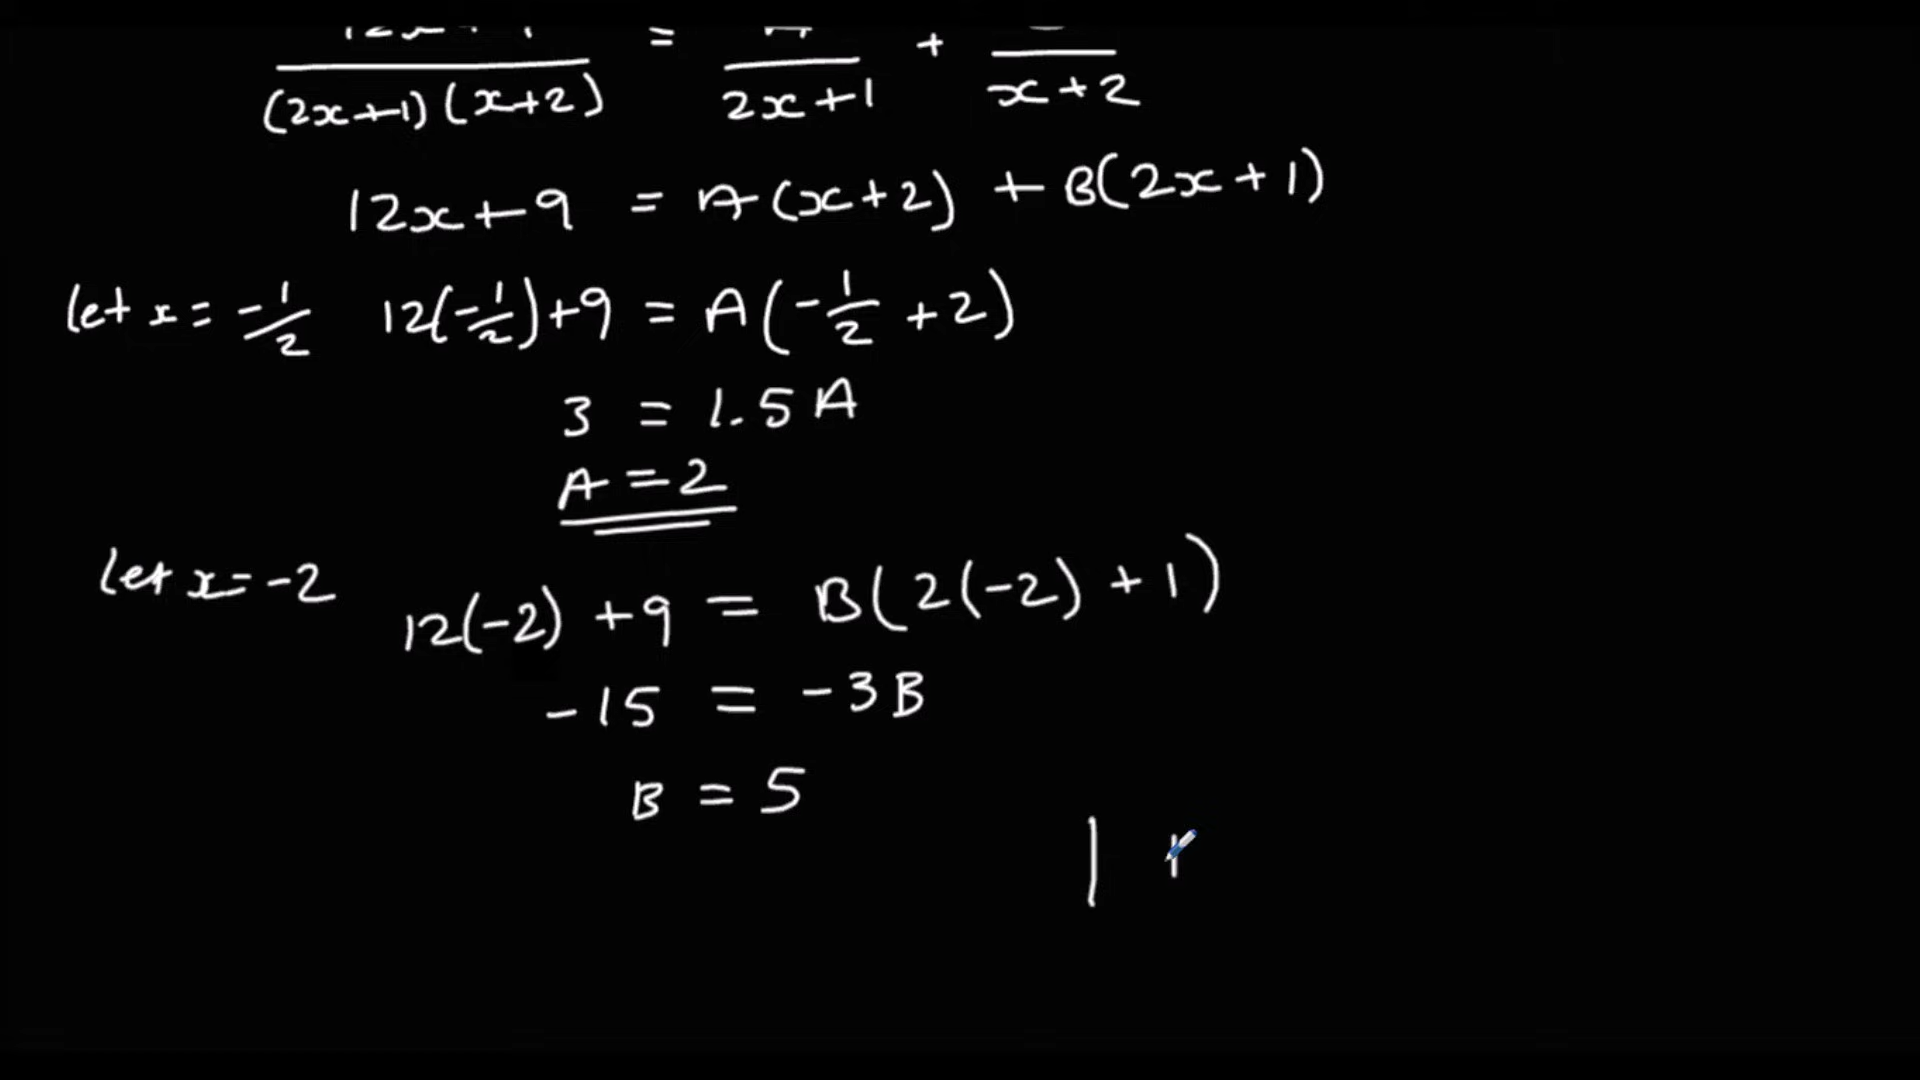 = +
(2x+1)(x+2) 2x+1 x+2
12x+9 = A(x+2) + B(2x+1)
let x = -1/2 12(-1/2)+9 = A(-1/2 +2)
3 = 1.5A
A = 2
let x = -2 12(-2) +9 = B(2(-2) +1)
-15 = -3B
B = 5